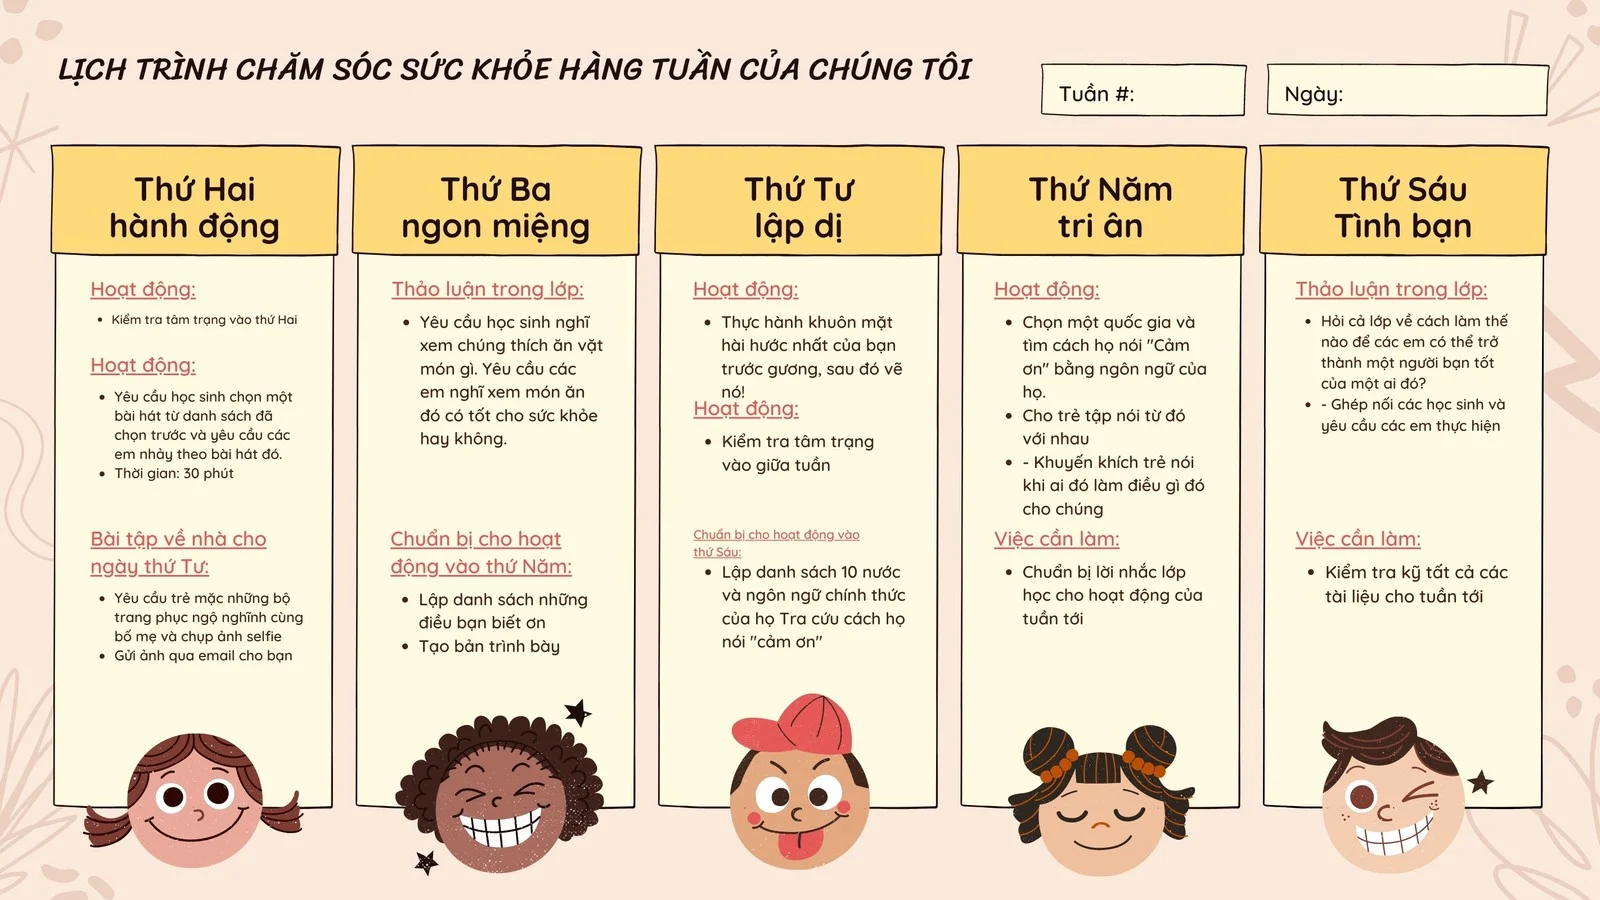 LỊCH TRÌNH CHĂM SÓC SỨC KHỎE HÀNG TUẦN CỦA CHÚNG TÔI
Tuần #:
Ngày:
Thứ Hai
hành động
Hoạt động:
• Kiểm tra tâm trạng vào thứ Hai
Hoạt động:
• Yêu cầu học sinh chọn một
bài hát từ danh sách đã
chọn trước và yêu cầu các
em nhảy theo bài hát đó.
• Thời gian: 30 phút
Bài tập về nhà cho
ngày thứ Tư:
• Yêu cầu trẻ mặc những bộ
trang phục ngộ nghĩnh cùng
bố mẹ và chụp ảnh selfie
• Gửi ảnh qua email cho bạn
Thứ Ba
ngon miệng
Thảo luận trong lớp:
• Yêu cầu học sinh nghĩ
xem chúng thích ăn vặt
món gì. Yêu cầu các
em nghĩ xem món ăn
đó có tốt cho sức khỏe
hay không.
Chuẩn bị cho hoạt
động vào thứ Năm:
• Lập danh sách những
điều bạn biết ơn
• Tạo bản trình bày
Thứ Tư
lập dị
Hoạt động:
• Thực hành khuôn mặt
hài hước nhất của bạn
trước gương, sau đó vẽ
nó!
Hoạt động:
• Kiểm tra tâm trạng
vào giữa tuần
Chuẩn bị cho hoạt động vào
thứ Sáu:
• Lập danh sách 10 nước
và ngôn ngữ chính thức
của họ Tra cứu cách họ
nói "cảm ơn"
Thứ Năm
tri ân
Hoạt động:
• Chọn một quốc gia và
tìm cách họ nói "Cảm
ơn" bằng ngôn ngữ của
họ.
• Cho trẻ tập nói từ đó
với nhau
• - Khuyến khích trẻ nói
khi ai đó làm điều gì đó
cho chúng
Việc cần làm:
• Chuẩn bị lời nhắc lớp
học cho hoạt động của
tuần tới
Thứ Sáu
Tình bạn
Thảo luận trong lớp:
• Hỏi cả lớp về cách làm thế
nào để các em có thể trở
thành một người bạn tốt
của một ai đó?
• - Ghép nối các học sinh và
yêu cầu các em thực hiện
Việc cần làm:
• Kiểm tra kỹ tất cả các
tài liệu cho tuần tới